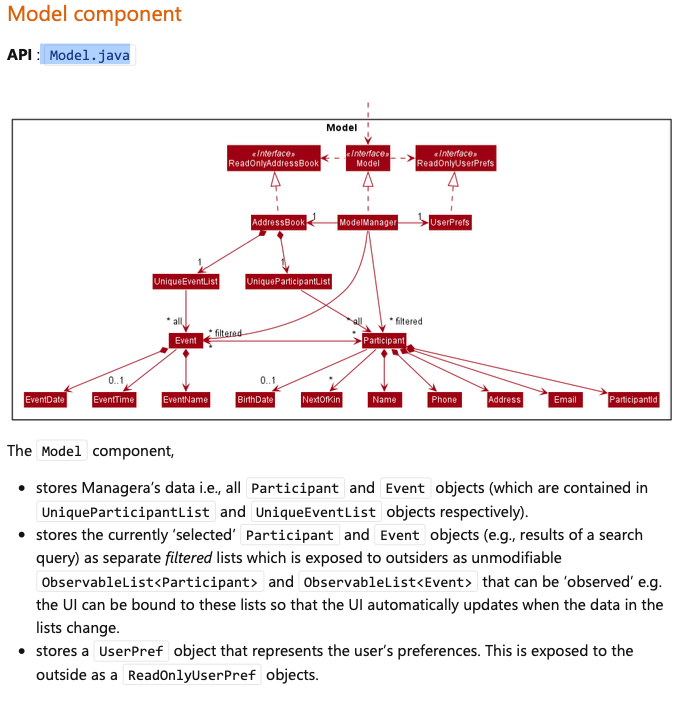 Model component
API : Model.java
Model
«Interface» «Interface» «Interface»
ReadOnlyAddressBook Model ReadOnlyUserPrefs
AddressBook 1 ModelManager 1 UserPrefs
1 1
UniqueEventList UniqueParticipantList
* all * filtered * all * filtered
Event * * Participant
0..1 0..1 *
EventDate EventTime EventName BirthDate NextOfKin Name Phone Address Email ParticipantId
The Model component,
• stores Managera’s data i.e., all Participant and Event objects (which are contained in
UniqueParticipantList and UniqueEventList objects respectively).
• stores the currently ‘selected’ Participant and Event objects (e.g., results of a search
query) as separate filtered lists which is exposed to outsiders as unmodifiable
ObservableList<Participant> and ObservableList<Event> that can be ‘observed’ e.g.
the UI can be bound to these lists so that the UI automatically updates when the data in the
lists change.
• stores a UserPref object that represents the user’s preferences. This is exposed to the
outside as a ReadOnlyUserPref objects.